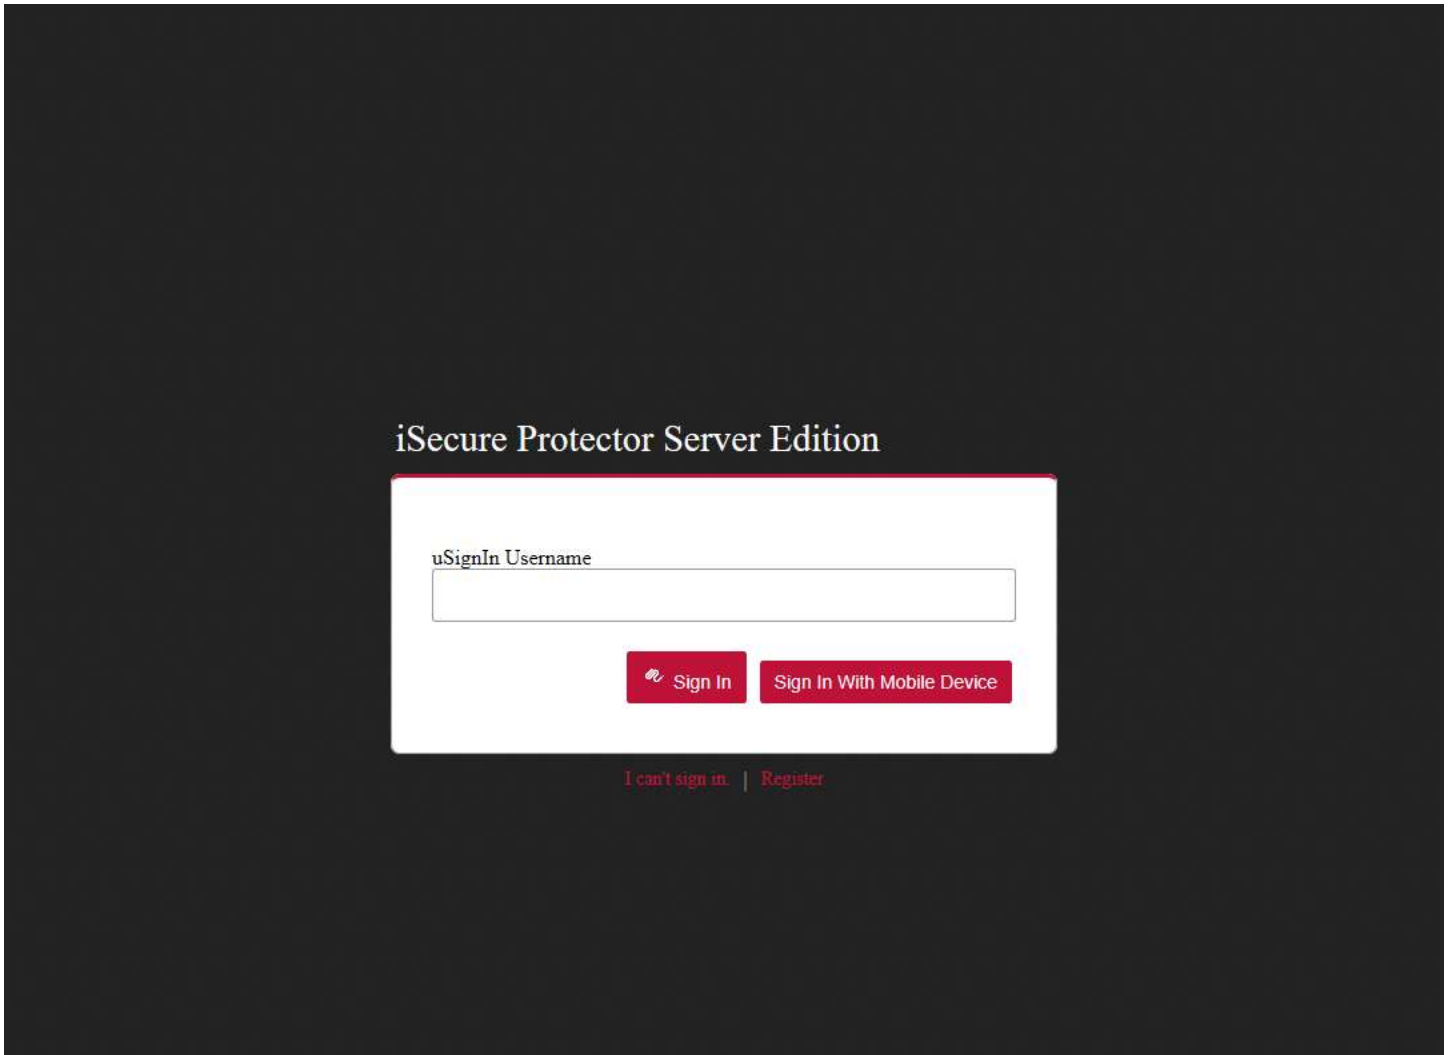 iSecure Protector Server Edition
uSignIn Username
Sign In
Sign In With Mobile Device
I can't sign in. | Register